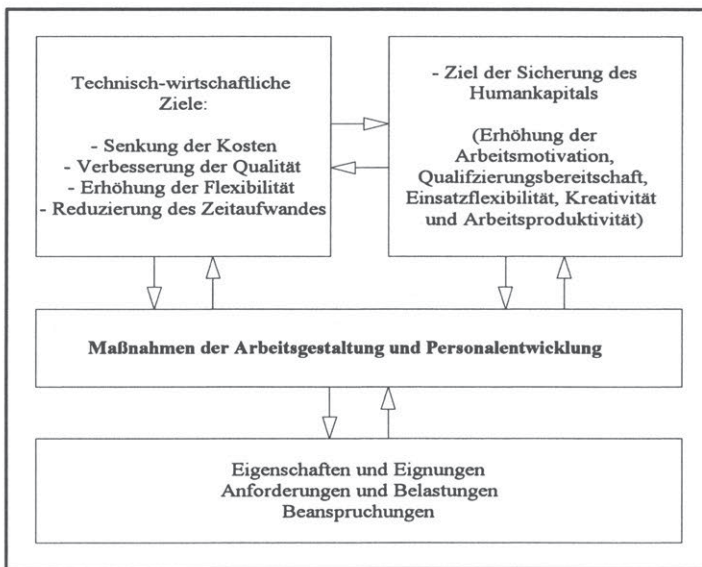 Technisch-wirtschaftliche
Ziele:
- Senkung der Kosten
- Verbesserung der Qualität
- Erhöhung der Flexibilität
- Reduzierung des Zeitaufwandes
- Ziel der Sicherung des
Humankapitals
(Erhöhung der
Arbeitsmotivation,
Qualifzierungsbereitschaft,
Einsatzflexibilität, Kreativität
und Arbeitsproduktivität)
Maßnahmen der Arbeitsgestaltung und Personalentwicklung
Eigenschaften und Eignungen
Anforderungen und Belastungen
Beanspruchungen